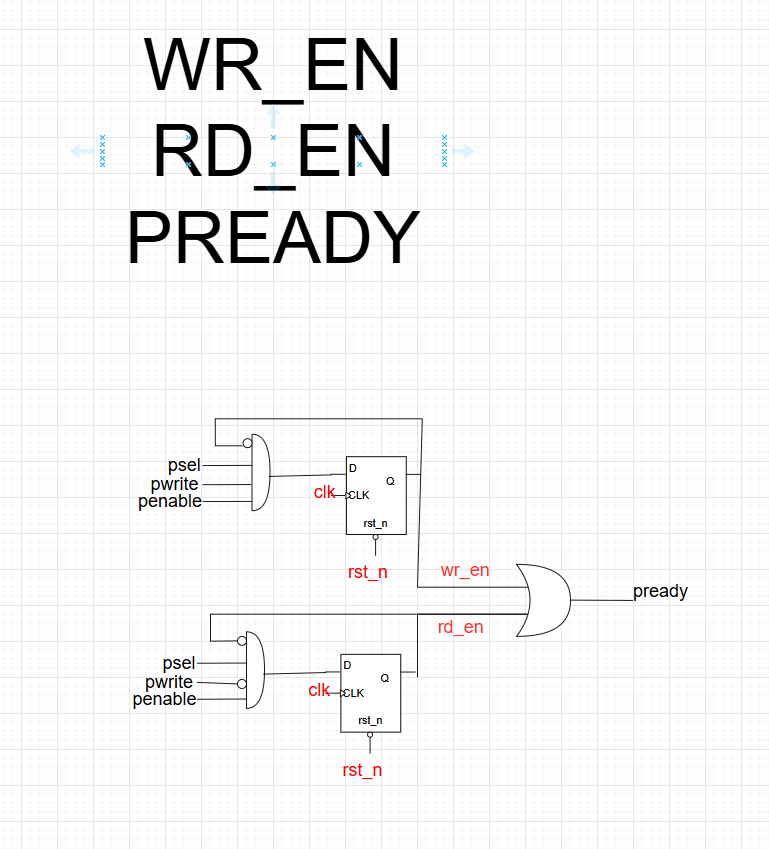 WR_EN
RD_EN
PREADY
psel
pwrite
penable
D
Q
clk
CLK
rst_n
rst_n
wr_en
pready
rd_en
psel
pwrite
penable
D
Q
clk
CLK
rst_n
rst_n